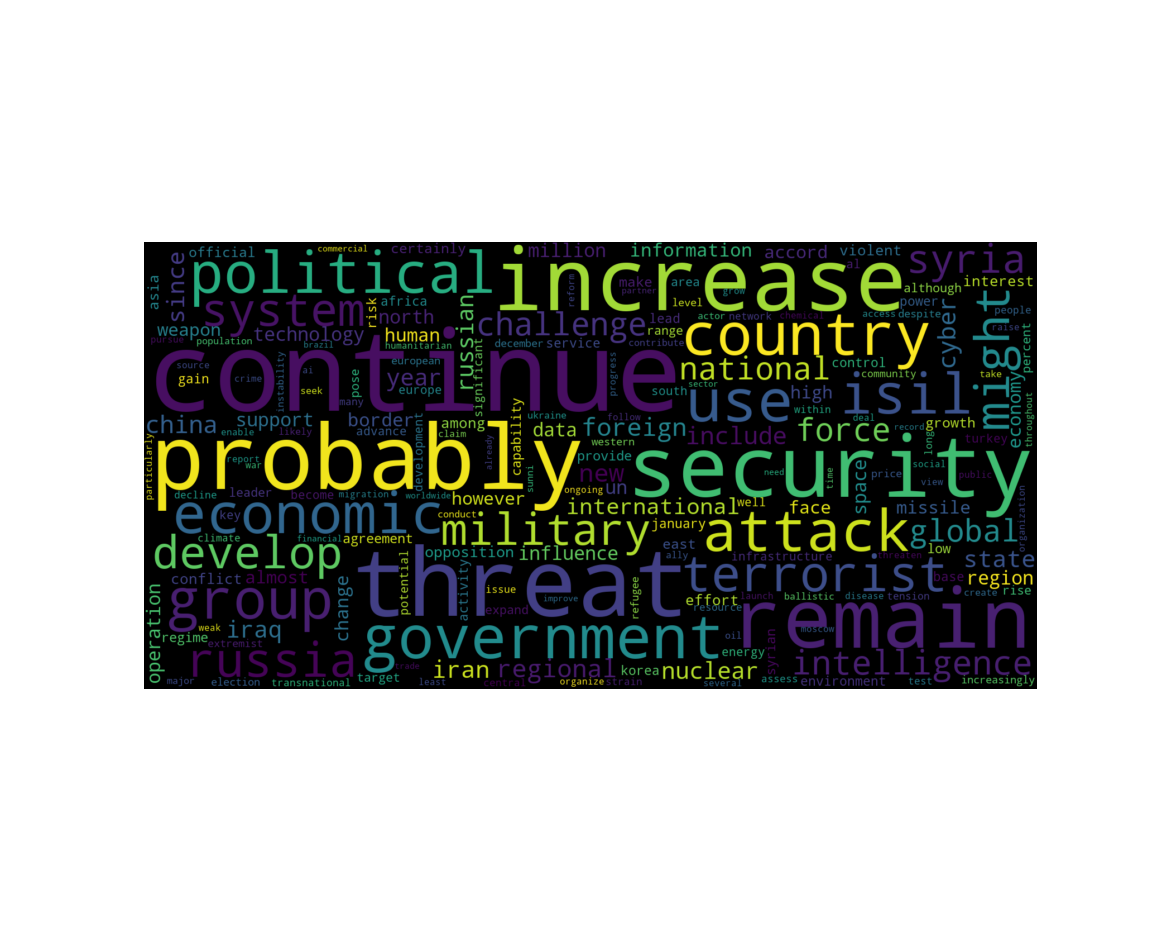 asia
since
official
commercial
certainly
million
information
accord
violent
al
syria
political
increase
reform
make
partner
area
grow
level
although
interest
system
risk
africa
north
russian
challenge
lead
range
country
power
access
despite
cyber
might
people
raise
percent
weapon
population
technology
human
humanitarian
december
service
contribute
actor
network
chemical
pursue
brazil
continue
european
europe
progress
national
control
community
take
source
gain
crime
instability
ai
seek
pose
many
year
significant
south
sector
use
high
within
isil
deal
economy
throughout
china
support
enable
likely
border
advance
development
among
claim
already
capability
ukraine
data
follow
foreign
western
provide
include
force
record
growth
long
turkey
particularly
report
war
probably
sunni
new
un
ongoing
security
need
time
space
price
social
view
public
decline
leader
become
migration
worldwide
however
conduct
international
well
face
missile
organization
key
economic
climate
financial
agreement
military
january
attack
global
low
develop
opposition
influence
east
ally
infrastructure
threaten
state
conflict
almost
change
potential
threat
activity
issue
improve
expand
refugee
effort
resource
terrorist
launch
ballistic
disease
tension
base
create
region
rise
operation
group
regime
weak
iraq
extremist
government
oil
energy
syrian
moscow
remain
russia
trade
target
iran
regional
korea
nuclear
intelligence
major
election
transnational
least
central
organize
strain
several
assess
environment
test
increasingly